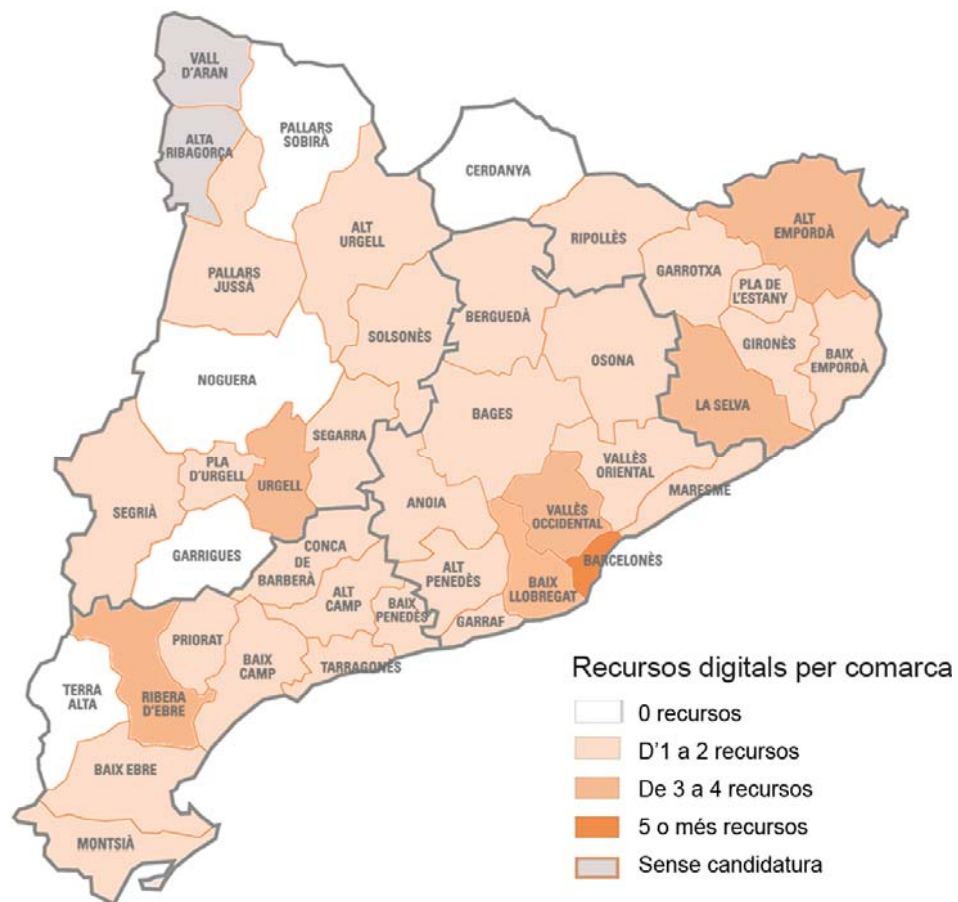 VALL
D'ARAN
ALTA
RIBAGORÇA
PALLARS
SOBIRÀ
CERDANYA
ALT
URGELL
RIPOLLÈS
ALT
EMPORDÀ
GARROTXA
PLA DE
L'ESTANY
PALLARS
JUSSÀ
SOLSONÈS
BERGUEDÀ
OSONA
GIRONÈS
BAIX
EMPORDÀ
NOGUERA
LA SELVA
BAGES
SEGARRA
PLA
D'URGELL
URGELL
VALLÈS
ORIENTAL
MARESME
SEGRIÀ
ANOIA
VALLÈS
OCCIDENTAL
GARRIGUES
CONCA
DE
BARBERÀ
BARCELONÈS
ALT
PENEDÈS
BAIX
LLOBREGAT
ALT
CAMP
BAIX
PENEDÈS
GARRAF
PRIORAT
BAIX
CAMP
TARRAGONÈS
TERRA
ALTA
RIBERA
D'EBRE
BAIX EBRE
MONTSIÀ
Recursos digitals per comarca
0 recursos
D'1 a 2 recursos
De 3 a 4 recursos
5 o més recursos
Sense candidatura